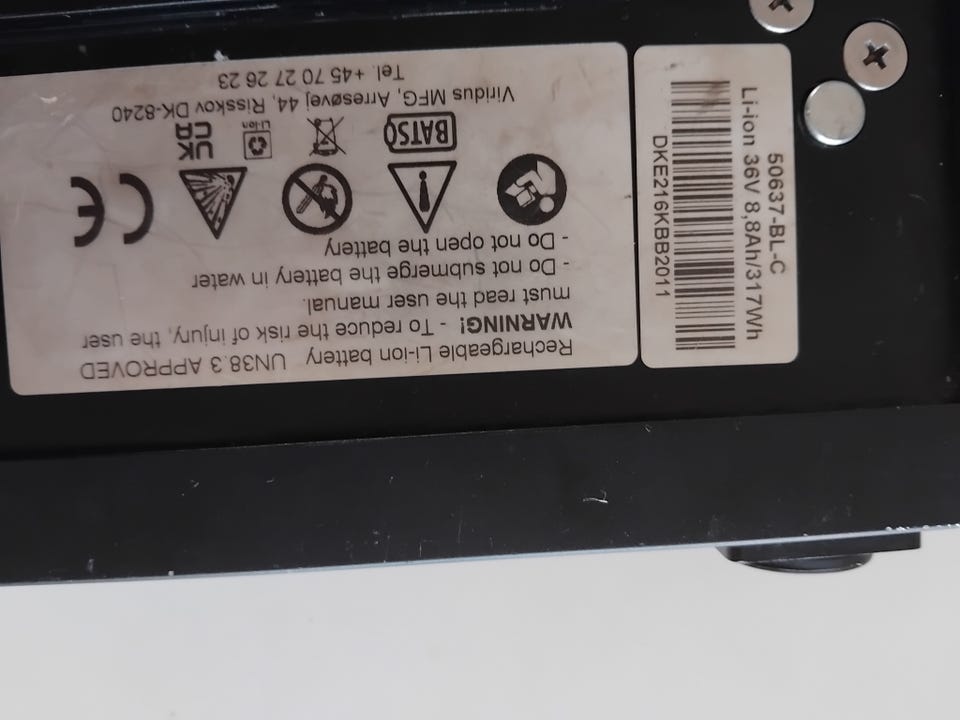 Rechargeable Li-ion battery UN38.3 APPROVED
WARNING! - To reduce the risk of injury, the user
must read the user manual.
- Do not submerge the battery in water
- Do not open the battery
CE
BATSO
Li-ion
UK
CA
Viridus MFG, Arresøvej 44, Risskov DK-8240
Tel. +45 70 27 26 23
50637-BL-C
Li-ion 36V 8,8Ah/317Wh
DKE216KBB2011